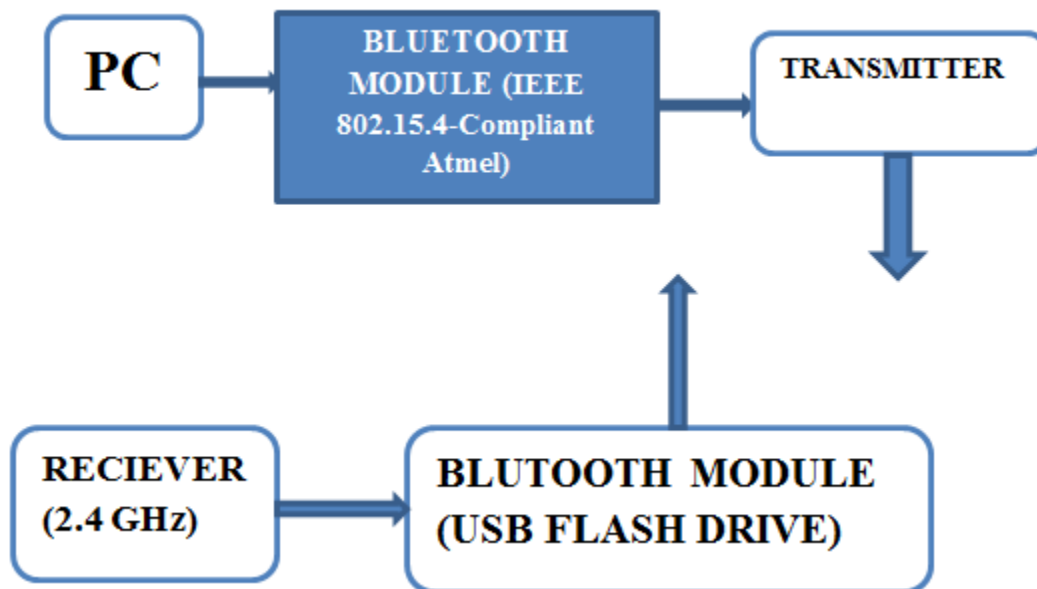 PC
BLUETOOTH
MODULE (IEEE
802.15.4-Compliant
Atmel)
TRANSMITTER
RECIEVER
(2.4 GHz)
BLUTOOTH MODULE
(USB FLASH DRIVE)